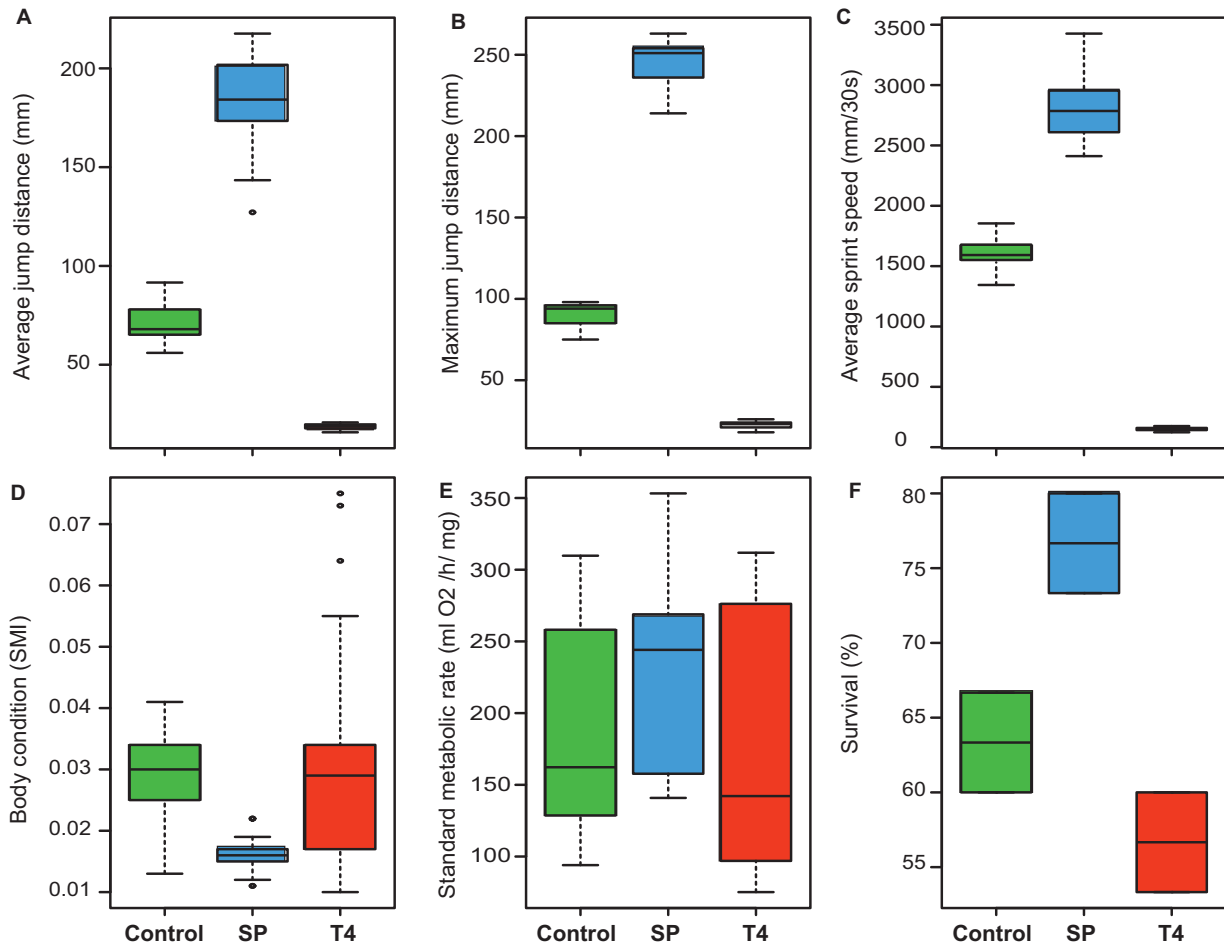 A
Average jump distance (mm)
200
150
100
50
B
Maximum jump distance (mm)
250
200
150
100
50
C
Average sprint speed (mm/30s)
3500
3000
2500
2000
1500
1000
500
0
D
Body condition (SMI)
0.07
0.06
0.05
0.04
0.03
0.02
0.01
Control SP T4
E
Standard metabolic rate (ml O2 /h/ mg)
350
300
250
200
150
100
Control SP T4
F
Survival (%)
80
75
70
65
60
55
Control SP T4